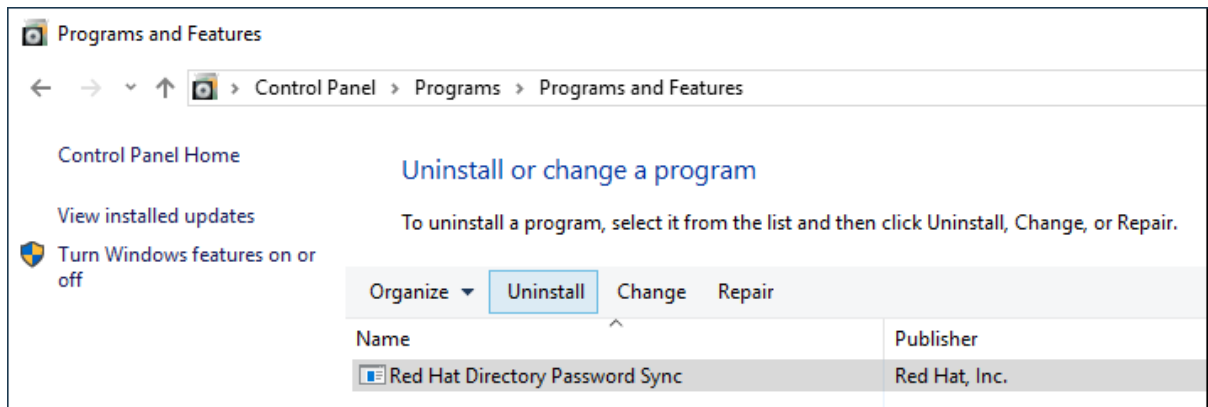 Programs and Features
Control Panel > Programs > Programs and Features
Control Panel Home
Uninstall or change a program
View installed updates
To uninstall a program, select it from the list and then click Uninstall, Change, or Repair.
Turn Windows features on or
off
Organize Uninstall Change Repair
Name Publisher
Red Hat Directory Password Sync Red Hat, Inc.